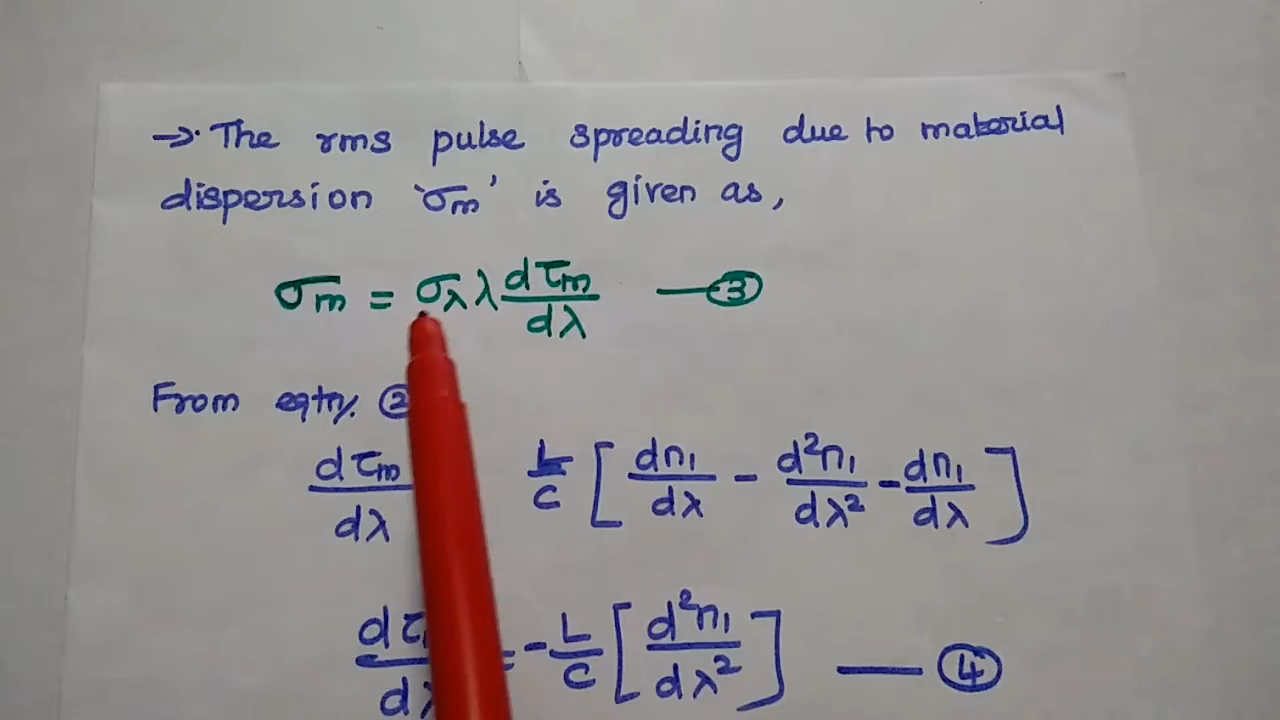 → The rms pulse spreading due to material
dispersion 'σm' is given as,
σm = σλ λ dτm/dλ — ③
From eqtn. ②
dτm/dλ L/C [ dn1/dλ - d²n1/dλ² - dn1/dλ ]
= -L/C [ d²n1/dλ² ] — ④